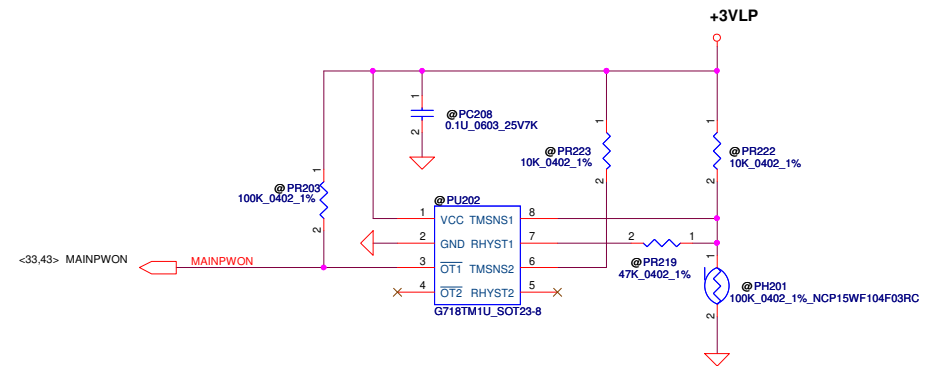 +3VLP
1
@PC208
0.1U_0603_25V7K
2
1
@PR223
10K_0402_1%
2
1
@PR222
10K_0402_1%
2
1
@PR203
100K_0402_1%
2
@PU202
1 VCC TMSNS1 8
2 GND RHYST1 7
3 OT1 TMSNS2 6
4 OT2 RHYST2 5
G718TM1U_SOT23-8
2 1
@PR219
47K_0402_1%
<33,43> MAINPWON
MAINPWON
1
@PH201
100K_0402_1%_NCP15WF104F03RC
2